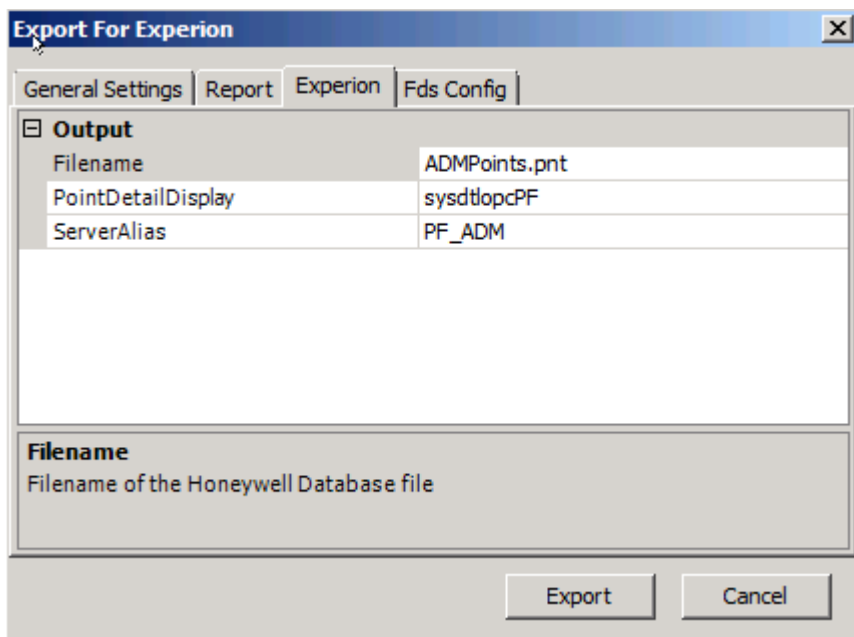 Export For Experion
General Settings Report Experion Fds Config
Output
Filename ADMPoints.pnt
PointDetailDisplay sysdtlopcPF
ServerAlias PF_ADM
Filename
Filename of the Honeywell Database file
Export Cancel